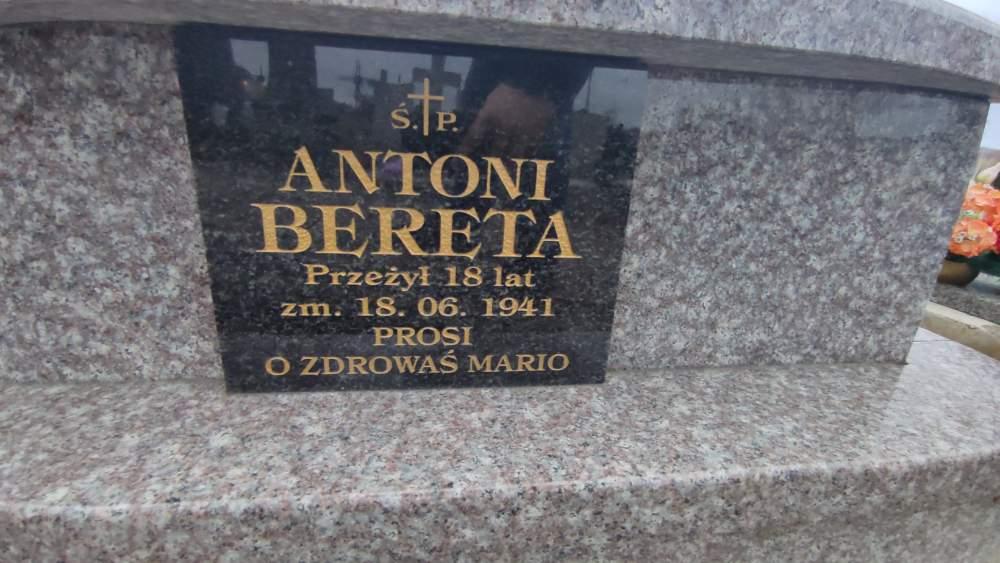 Ś. P.
ANTONI
BERETA
Przeżył 18 lat
zm. 18. 06. 1941
PROSI
O ZDROWAŚ MARIO